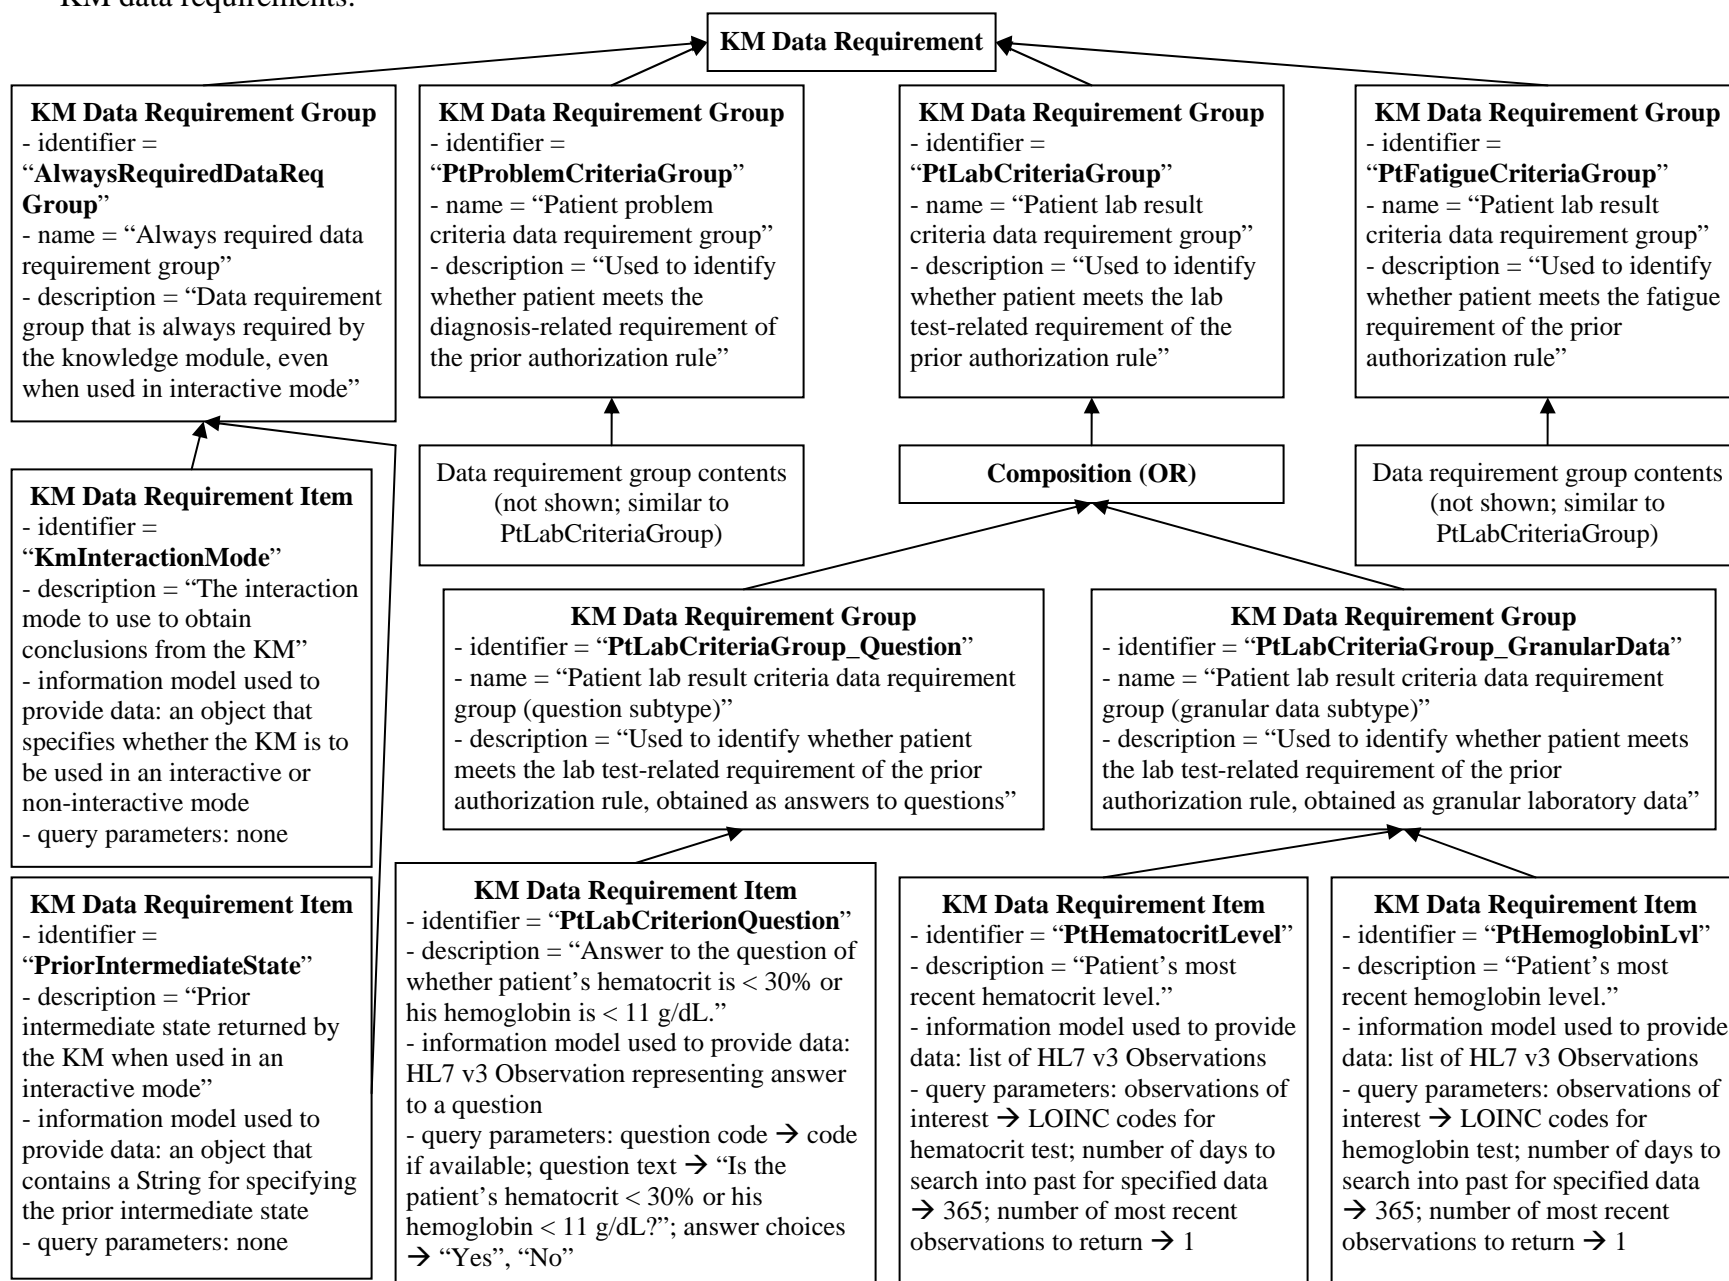 KM data requirements.
KM Data Requirement
KM Data Requirement Group
- identifier =
“AlwaysRequiredDataReq
Group”
- name = “Always required data
requirement group”
- description = “Data requirement
group that is always required by
the knowledge module, even
when used in interactive mode”
KM Data Requirement Group
- identifier =
“PtProblemCriteriaGroup”
- name = “Patient problem
criteria data requirement group”
- description = “Used to identify
whether patient meets the
diagnosis-related requirement of
the prior authorization rule”
KM Data Requirement Group
- identifier =
“PtLabCriteriaGroup”
- name = “Patient lab result
criteria data requirement group”
- description = “Used to identify
whether patient meets the lab
test-related requirement of the
prior authorization rule”
KM Data Requirement Group
- identifier =
“PtFatigueCriteriaGroup”
- name = “Patient lab result
criteria data requirement group”
- description = “Used to identify
whether patient meets the fatigue
requirement of the prior
authorization rule”
KM Data Requirement Item
- identifier =
“KmInteractionMode”
- description = “The interaction
mode to use to obtain
conclusions from the KM”
- information model used to
provide data: an object that
specifies whether the KM is to
be used in an interactive or
non-interactive mode
- query parameters: none
Data requirement group contents
(not shown; similar to
PtLabCriteriaGroup)
Composition (OR)
Data requirement group contents
(not shown; similar to
PtLabCriteriaGroup)
KM Data Requirement Group
- identifier = “PtLabCriteriaGroup_Question”
- name = “Patient lab result criteria data requirement
group (question subtype)”
- description = “Used to identify whether patient
meets the lab test-related requirement of the prior
authorization rule, obtained as answers to questions”
KM Data Requirement Group
- identifier = “PtLabCriteriaGroup_GranularData”
- name = “Patient lab result criteria data requirement
group (granular data subtype)”
- description = “Used to identify whether patient meets
the lab test-related requirement of the prior
authorization rule, obtained as granular laboratory data”
KM Data Requirement Item
- identifier =
“PriorIntermediateState”
- description = “Prior
intermediate state returned by
the KM when used in an
interactive mode”
- information model used to
provide data: an object that
contains a String for specifying
the prior intermediate state
- query parameters: none
KM Data Requirement Item
- identifier = “PtLabCriterionQuestion”
- description = “Answer to the question of
whether patient’s hematocrit is < 30% or
his hemoglobin is < 11 g/dL.”
- information model used to provide data:
HL7 v3 Observation representing answer
to a question
- query parameters: question code → code
if available; question text → “Is the
patient’s hematocrit < 30% or his
hemoglobin < 11 g/dL?”; answer choices
→ “Yes”, “No”
KM Data Requirement Item
- identifier = “PtHematocritLevel”
- description = “Patient’s most
recent hematocrit level.”
- information model used to provide
data: list of HL7 v3 Observations
- query parameters: observations of
interest → LOINC codes for
hematocrit test; number of days to
search into past for specified data
→ 365; number of most recent
observations to return → 1
KM Data Requirement Item
- identifier = “PtHemoglobinLvl”
- description = “Patient’s most
recent hemoglobin level.”
- information model used to provide
data: list of HL7 v3 Observations
- query parameters: observations of
interest → LOINC codes for
hemoglobin test; number of days to
search into past for specified data
→ 365; number of most recent
observations to return → 1